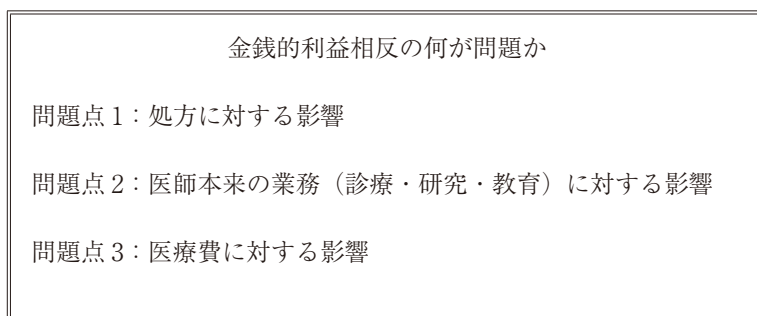 金銭的利益相反の何が問題か
問題点1：処方に対する影響
問題点2：医師本来の業務（診療・研究・教育）に対する影響
問題点3：医療費に対する影響